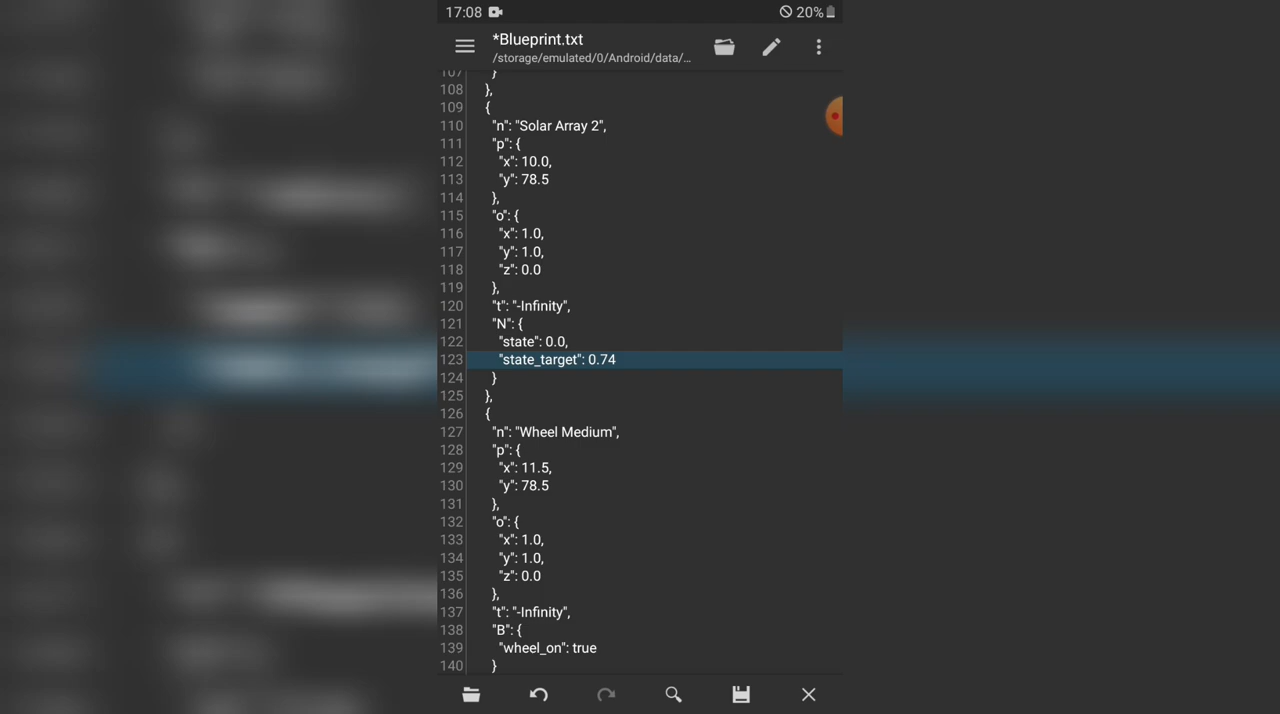 17:08 20%
*Blueprint.txt
/storage/emulated/0/Android/data/...
107 }
108 },
109 {
110 "n": "Solar Array 2",
111 "p": {
112 "x": 10.0,
113 "y": 78.5
114 },
115 "o": {
116 "x": 1.0,
117 "y": 1.0,
118 "z": 0.0
119 },
120 "t": "-Infinity",
121 "N": {
122 "state": 0.0,
123 "state_target": 0.74
124 }
125 },
126 {
127 "n": "Wheel Medium",
128 "p": {
129 "x": 11.5,
130 "y": 78.5
131 },
132 "o": {
133 "x": 1.0,
134 "y": 1.0,
135 "z": 0.0
136 },
137 "t": "-Infinity",
138 "B": {
139 "wheel_on": true
140 }